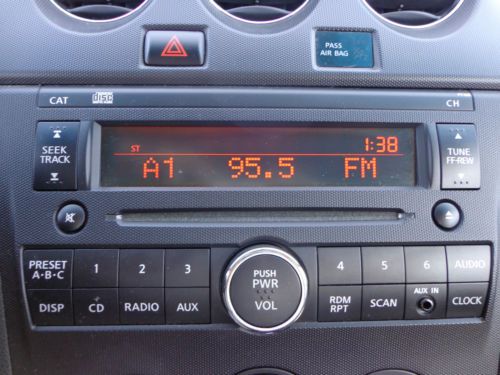 PASS
AIR BAG
CAT disc CH
ST 1:38
SEEK
TRACK
A1 95.5 FM
TUNE
FF·REW
PRESET
A·B·C
1 2 3
PUSH
PWR
VOL
4 5 6 AUDIO
DISP CD RADIO AUX
RDM
RPT
SCAN
AUX IN
CLOCK